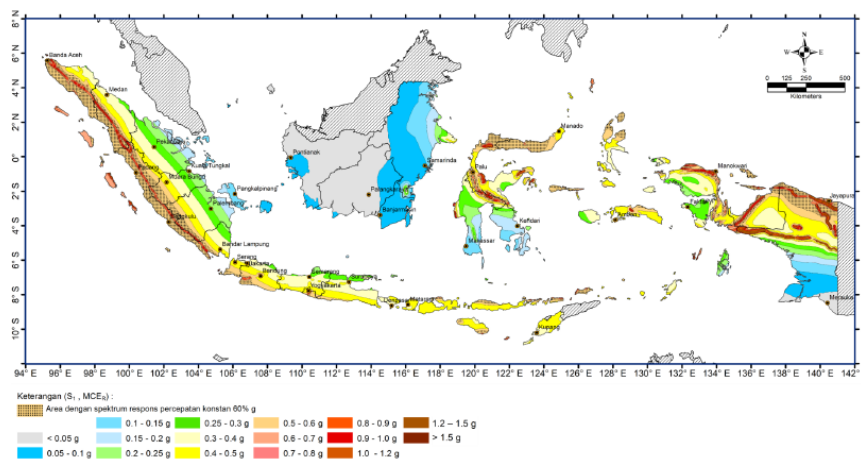 8° N
6° N
4° N
2° N
0°
2° S
4° S
6° S
8° S
10° S
N
W E
S
0 125 250 500
Kilometers
Banda Aceh
Medan
Manado
Pekanbaru
Pontianak
Padang
Kuala Tungkal
Samarinda
Palu
Manokwari
Muara Bungo
Pangkalpinang
Palangkaraya
Jayapura
Palembang
Bengkulu
Banjarmasin
Kendari
Ambon
Bandar Lampung
Makassar
Serang
Jakarta
Bandung
Semarang
Surabaya
Yogyakarta
Denpasar
Mataram
Merauke
Kupang
94° E 96° E 98° E 100° E 102° E 104° E 106° E 108° E 110° E 112° E 114° E 116° E 118° E 120° E 122° E 124° E 126° E 128° E 130° E 132° E 134° E 136° E 138° E 140° E 142° E
Keterangan (S₁ , MCE_R) :
Area dengan spektrum respons percepatan konstan 60% g
0.1 - 0.15 g 0.25 - 0.3 g 0.5 - 0.6 g 0.8 - 0.9 g 1.2 – 1.5 g
< 0.05 g 0.15 - 0.2 g 0.3 - 0.4 g 0.6 - 0.7 g 0.9 - 1.0 g > 1.5 g
0.05 - 0.1 g 0.2 - 0.25 g 0.4 - 0.5 g 0.7 - 0.8 g 1.0 - 1.2 g